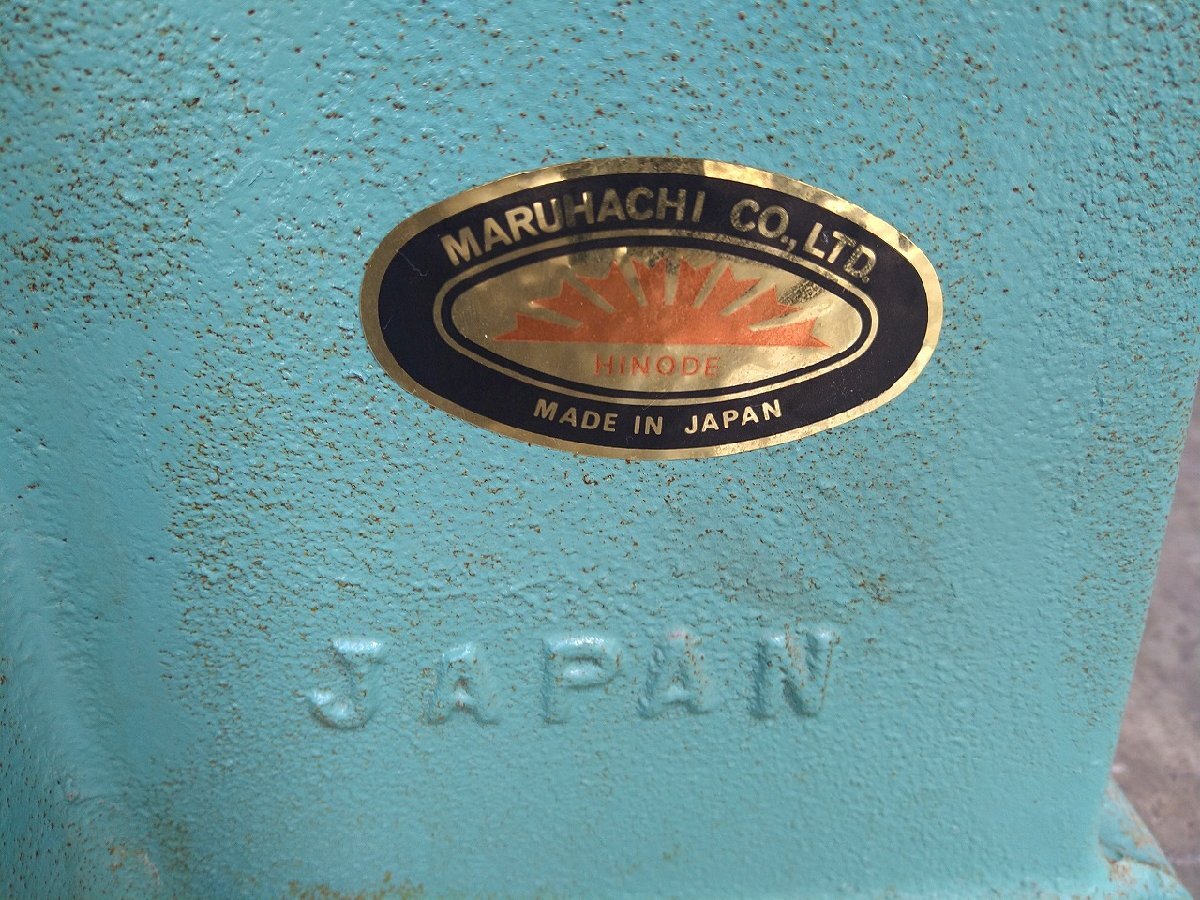 MARUHACHI CO., LTD.
HINODE
MADE IN JAPAN
JAPAN